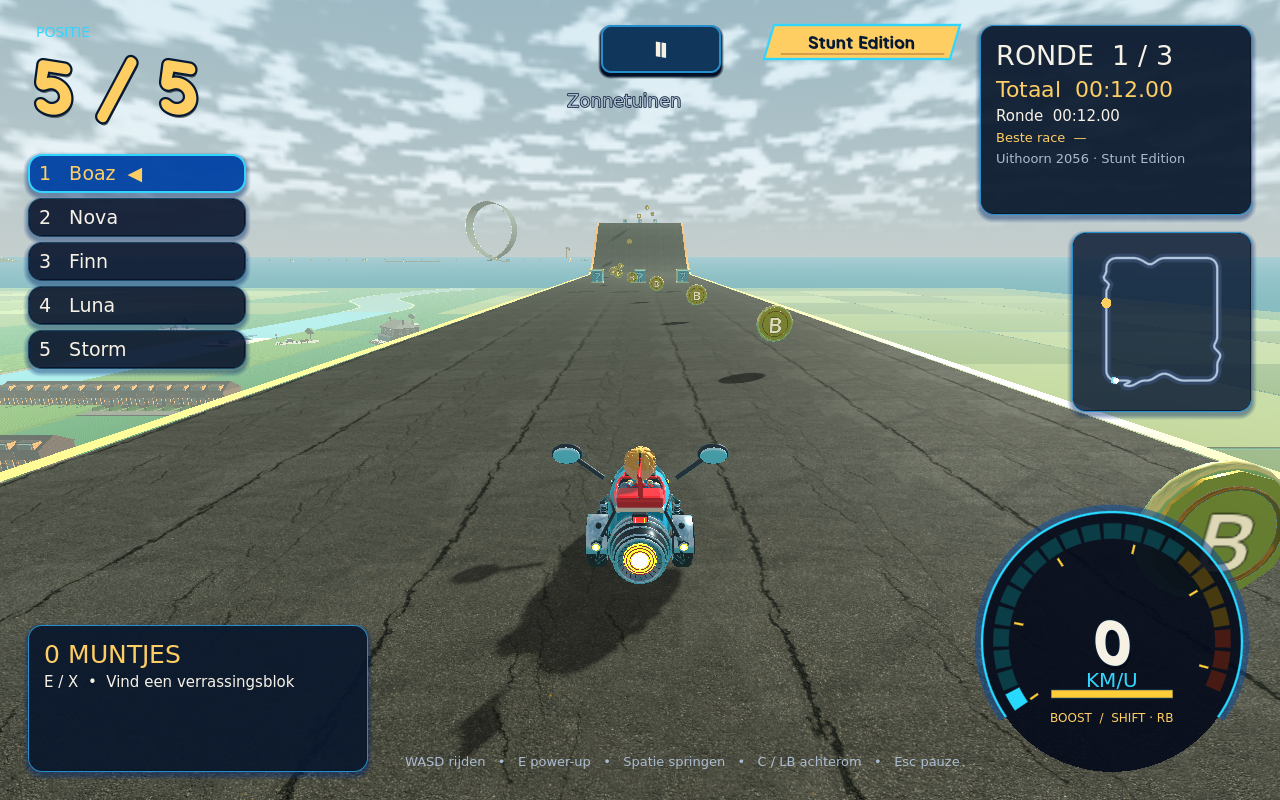 POSITIE
5 / 5
1 Boaz ◀
2 Nova
3 Finn
4 Luna
5 Storm
Zonnetuinen
Stunt Edition
RONDE 1 / 3
Totaal 00:12.00
Ronde 00:12.00
Beste race —
Uithoorn 2056 · Stunt Edition
B
B
B
B
0 MUNTJES
E / X • Vind een verrassingsblok
0
KM/U
BOOST / SHIFT · RB
WASD rijden • E power-up • Spatie springen • C / LB achterom • Esc pauze